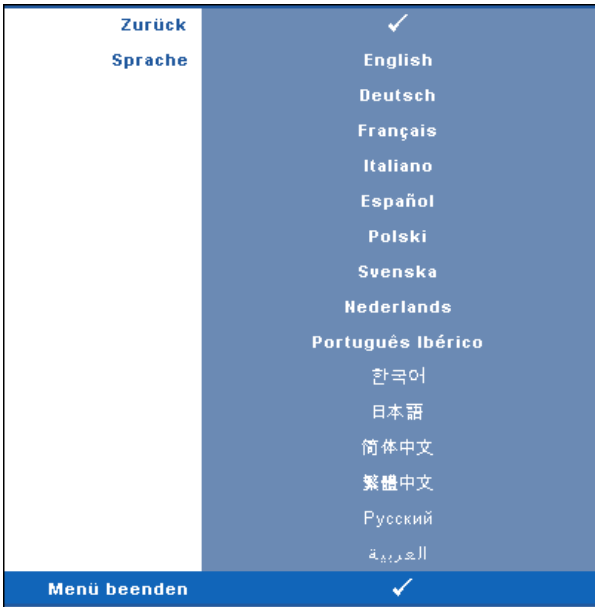 Zurück ✓
Sprache English
Deutsch
Français
Italiano
Español
Polski
Svenska
Nederlands
Português Ibérico
한국어
日本語
简体中文
繁體中文
Русский
العربية
Menü beenden ✓